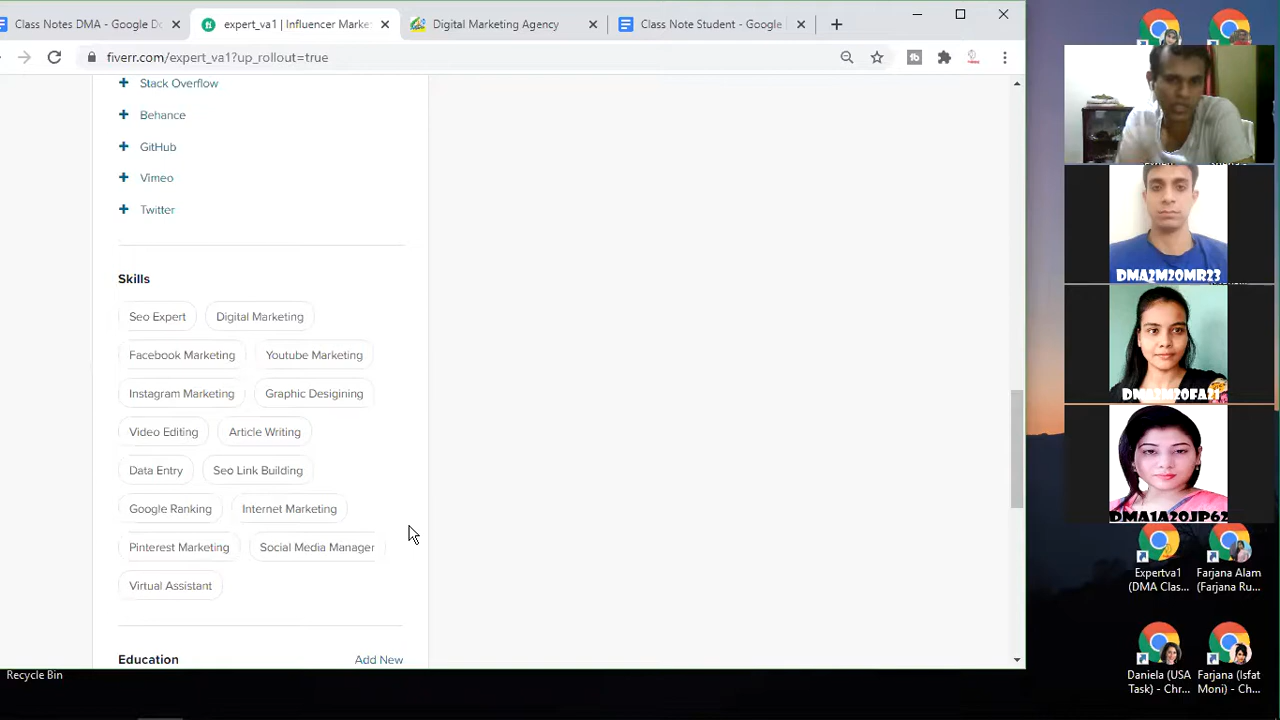 Class Notes DMA - Google Do
expert_va1 | Influencer Marke
Digital Marketing Agency
Class Note Student - Google
fiverr.com/expert_va1?up_rollout=true
Stack Overflow
Behance
GitHub
Vimeo
Twitter
Skills
Seo Expert
Digital Marketing
Facebook Marketing
Youtube Marketing
Instagram Marketing
Graphic Desigining
Video Editing
Article Writing
Data Entry
Seo Link Building
Google Ranking
Internet Marketing
Pinterest Marketing
Social Media Manager
Virtual Assistant
Education
Add New
Recycle Bin
DMA2M20MR23
DMA2M20FA21
DMA1A20JP62
Expertva1
(DMA Clas...
Farjana Alam
(Farjana Ru...
Daniela (USA
Task) - Chr...
Farjana (Isfat
Moni) - Ch...